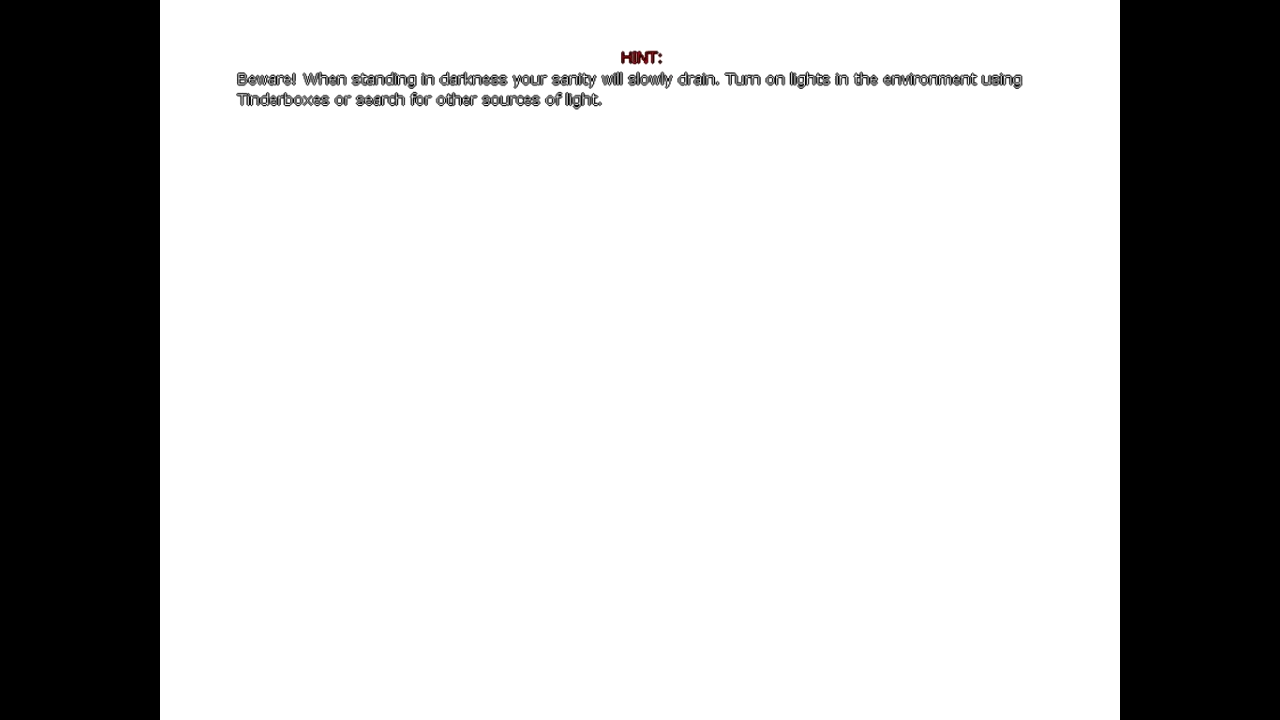 HINT:
Beware! When standing in darkness your sanity will slowly drain. Turn on lights in the environment using
Tinderboxes or search for other sources of light.